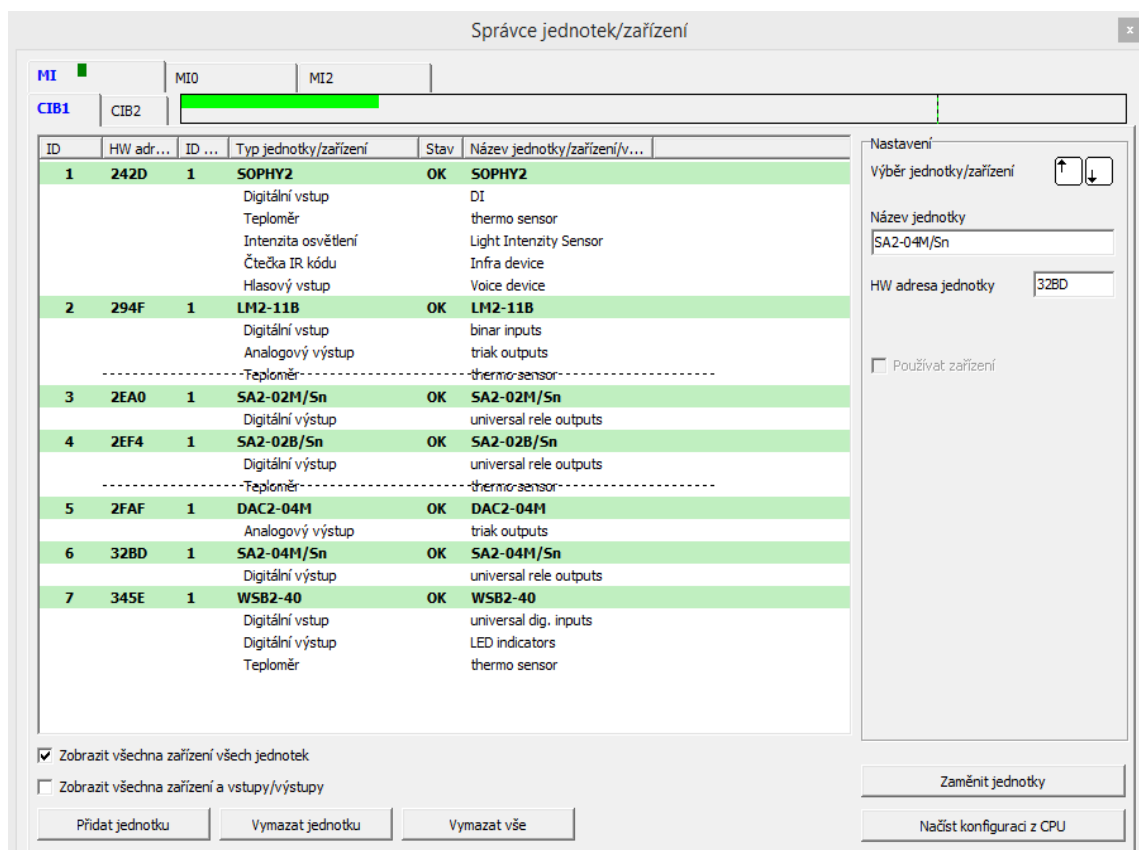 Správce jednotek/zařízení
x
MI MI0 MI2
CIB1 CIB2
ID HW adr... ID ... Typ jednotky/zařízení Stav Název jednotky/zařízení/v...
1 242D 1 SOPHY2 OK SOPHY2
Digitální vstup DI
Teploměr thermo sensor
Intenzita osvětlení Light Intenzity Sensor
Čtečka IR kódu Infra device
Hlasový vstup Voice device
2 294F 1 LM2-11B OK LM2-11B
Digitální vstup binar inputs
Analogový výstup triak outputs
Teploměr thermo sensor
3 2EA0 1 SA2-02M/Sn OK SA2-02M/Sn
Digitální výstup universal rele outputs
4 2EF4 1 SA2-02B/Sn OK SA2-02B/Sn
Digitální výstup universal rele outputs
Teploměr thermo sensor
5 2FAF 1 DAC2-04M OK DAC2-04M
Analogový výstup triak outputs
6 32BD 1 SA2-04M/Sn OK SA2-04M/Sn
Digitální výstup universal rele outputs
7 345E 1 WSB2-40 OK WSB2-40
Digitální vstup universal dig. inputs
Digitální výstup LED indicators
Teploměr thermo sensor
Nastavení
Výběr jednotky/zařízení
Název jednotky
SA2-04M/Sn
HW adresa jednotky 32BD
Používat zařízení
Zobrazit všechna zařízení všech jednotek
Zobrazit všechna zařízení a vstupy/výstupy
Přidat jednotku Vymazat jednotku Vymazat vše
Zaměnit jednotky
Načíst konfiguraci z CPU